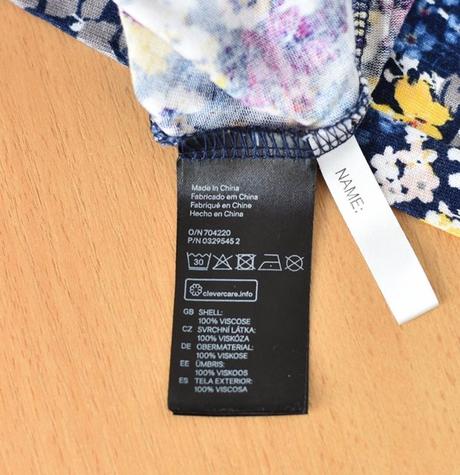 Made in China
Fabricado em China
Fabriqué en Chine
Hecho en China
O/N 704220
P/N 0329545 2
30
clevercare.info
GB SHELL:
100% VISCOSE
CZ SVRCHNÍ LÁTKA:
100% VISKÓZA
DE OBERMATERIAL:
100% VISKOSE
EE ÜMBRIS:
100% VISKOOS
ES TELA EXTERIOR:
100% VISCOSA
NAME: